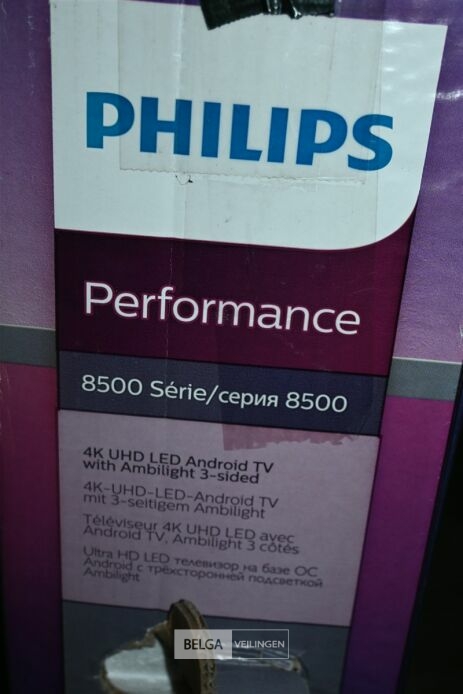 PHILIPS
Performance
8500 Série/серия 8500
4K UHD LED Android TV
with Ambilight 3-sided
4K-UHD-LED-Android TV
mit 3-seitigem Ambilight
Téléviseur 4K UHD LED avec
Android TV, Ambilight 3 côtés
Ultra HD LED телевизор на базе ОС
Android с трёхсторонней подсветкой
Ambilight
BELGA VEILINGEN